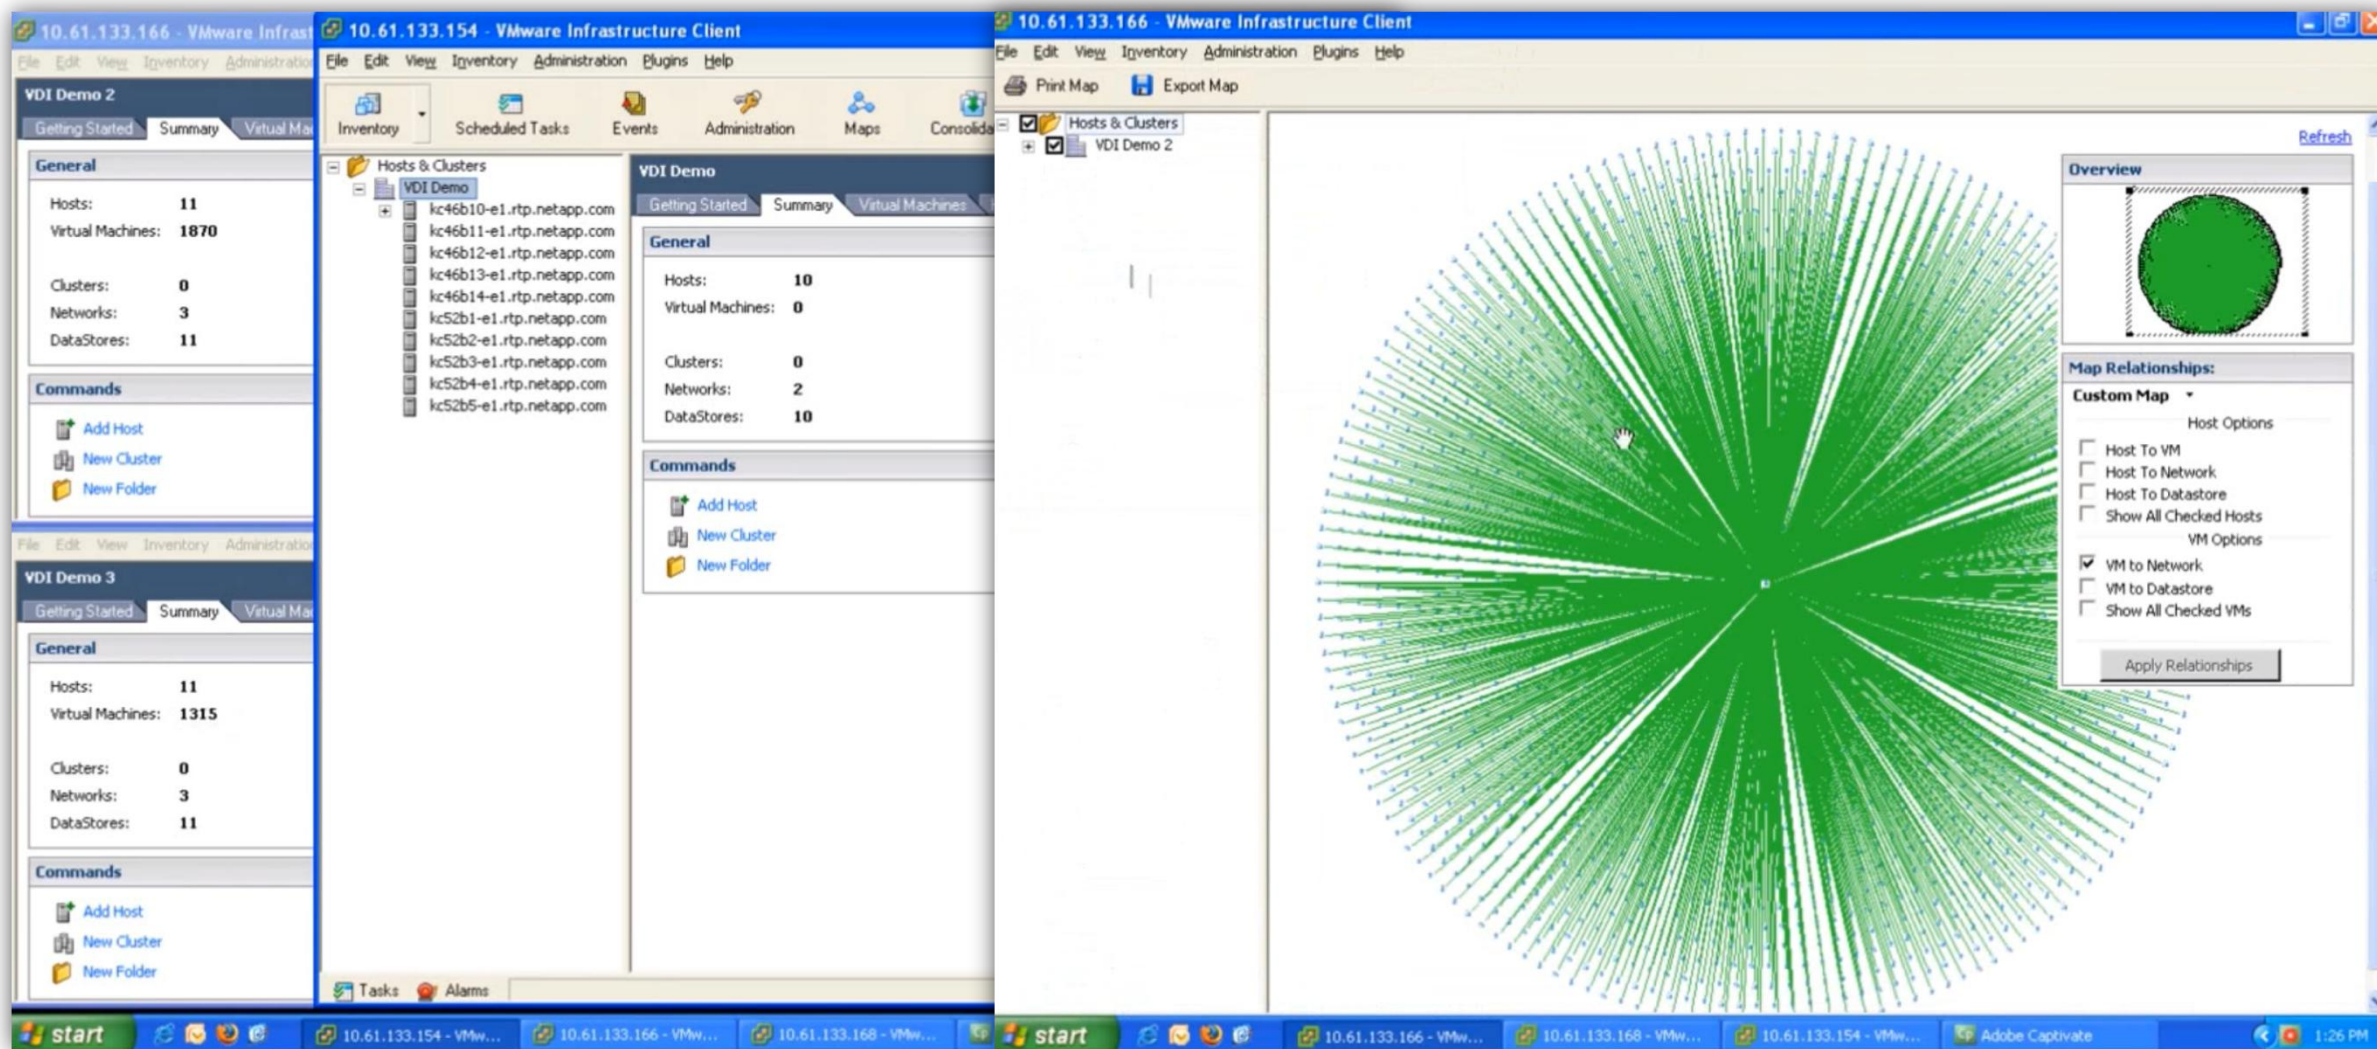 10.61.133.166 - VMware Infrast
File Edit View Inventory Administratio
VDI Demo 2
Getting Started Summary Virtual Ma
General
Hosts: 11
Virtual Machines: 1870
Clusters: 0
Networks: 3
DataStores: 11
Commands
Add Host
New Cluster
New Folder
File Edit View Inventory Administratio
VDI Demo 3
Getting Started Summary Virtual Ma
General
Hosts: 11
Virtual Machines: 1315
Clusters: 0
Networks: 3
DataStores: 11
Commands
Add Host
New Cluster
New Folder
10.61.133.154 - VMware Infrastructure Client
File Edit View Inventory Administration Plugins Help
Inventory Scheduled Tasks Events Administration Maps Consolida
Hosts & Clusters
VDI Demo
kc46b10-e1.rtp.netapp.com
kc46b11-e1.rtp.netapp.com
kc46b12-e1.rtp.netapp.com
kc46b13-e1.rtp.netapp.com
kc46b14-e1.rtp.netapp.com
kc52b1-e1.rtp.netapp.com
kc52b2-e1.rtp.netapp.com
kc52b3-e1.rtp.netapp.com
kc52b4-e1.rtp.netapp.com
kc52b5-e1.rtp.netapp.com
VDI Demo
Getting Started Summary Virtual Machines
General
Hosts: 10
Virtual Machines: 0
Clusters: 0
Networks: 2
DataStores: 10
Commands
Add Host
New Cluster
New Folder
Tasks Alarms
start 10.61.133.154 - VMw... 10.61.133.166 - VMw... 10.61.133.168 - VMw... Cp
10.61.133.166 - VMware Infrastructure Client
File Edit View Inventory Administration Plugins Help
Print Map Export Map
Hosts & Clusters
VDI Demo 2
Refresh
Overview
Map Relationships:
Custom Map
Host Options
Host To VM
Host To Network
Host To Datastore
Show All Checked Hosts
VM Options
VM to Network
VM to Datastore
Show All Checked VMs
Apply Relationships
start 10.61.133.166 - VMw... 10.61.133.168 - VMw... 10.61.133.154 - VMw... Cp Adobe Captivate 1:26 PM